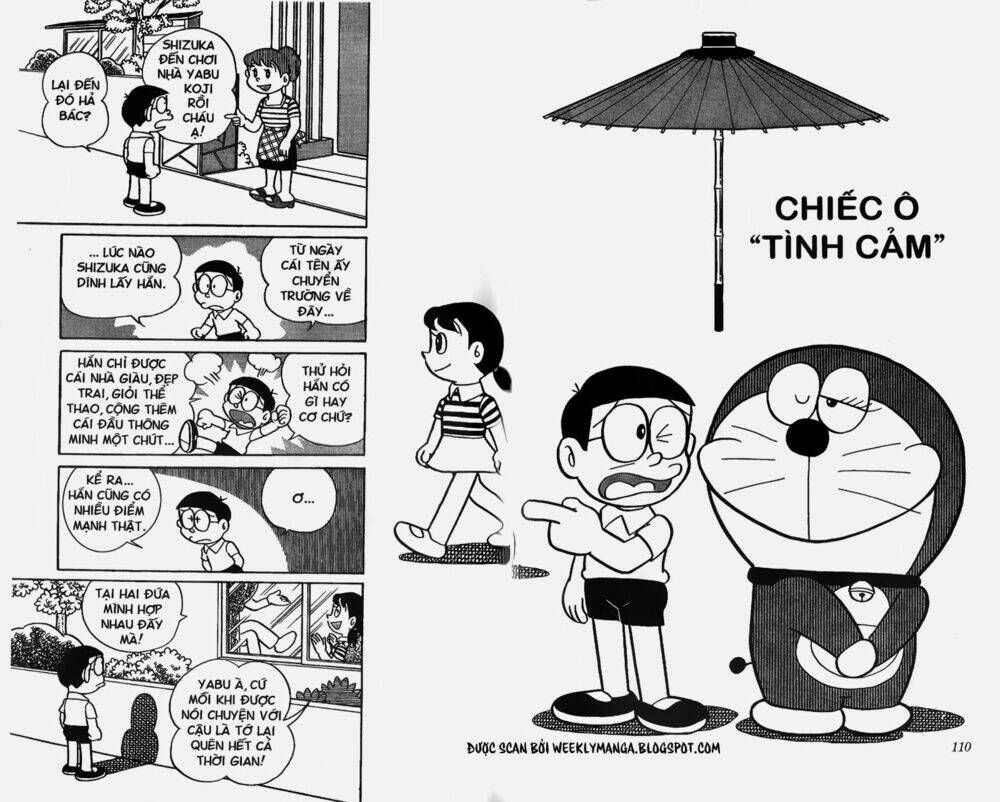 CHIẾC Ô
“TÌNH CẢM”
ĐƯỢC SCAN BỞI WEEKLYMANGA.BLOGSPOT.COM
110
SHIZUKA
ĐẾN CHƠI
NHÀ YABU
KOJI
RỒI
CHÁU
Ạ!
LẠI ĐẾN
ĐÓ HẢ
BÁC?
TỪ NGÀY
CÁI TÊN ẤY
CHUYỂN
TRƯỜNG VỀ
ĐÂY...
... LÚC NÀO
SHIZUKA CŨNG
DÍNH LẤY HẮN.
THỬ HỎI
HẮN CÓ
GÌ HAY
CƠ CHỨ?
HẮN CHỈ ĐƯỢC
CÁI NHÀ GIÀU, ĐẸP
TRAI, GIỎI THỂ
THAO, CỘNG THÊM
CÁI ĐẦU THÔNG
MINH MỘT CHÚT...
Ơ...
KỂ RA...
HẮN CŨNG CÓ
NHIỀU ĐIỂM
MẠNH THẬT.
TẠI HAI ĐỨA
MÌNH HỢP
NHAU ĐẤY
MÀ!
YABU À, CỨ
MỖI KHI ĐƯỢC
NÓI CHUYỆN VỚI
CẬU LÀ TỚ LẠI
QUÊN HẾT CẢ
THỜI GIAN!